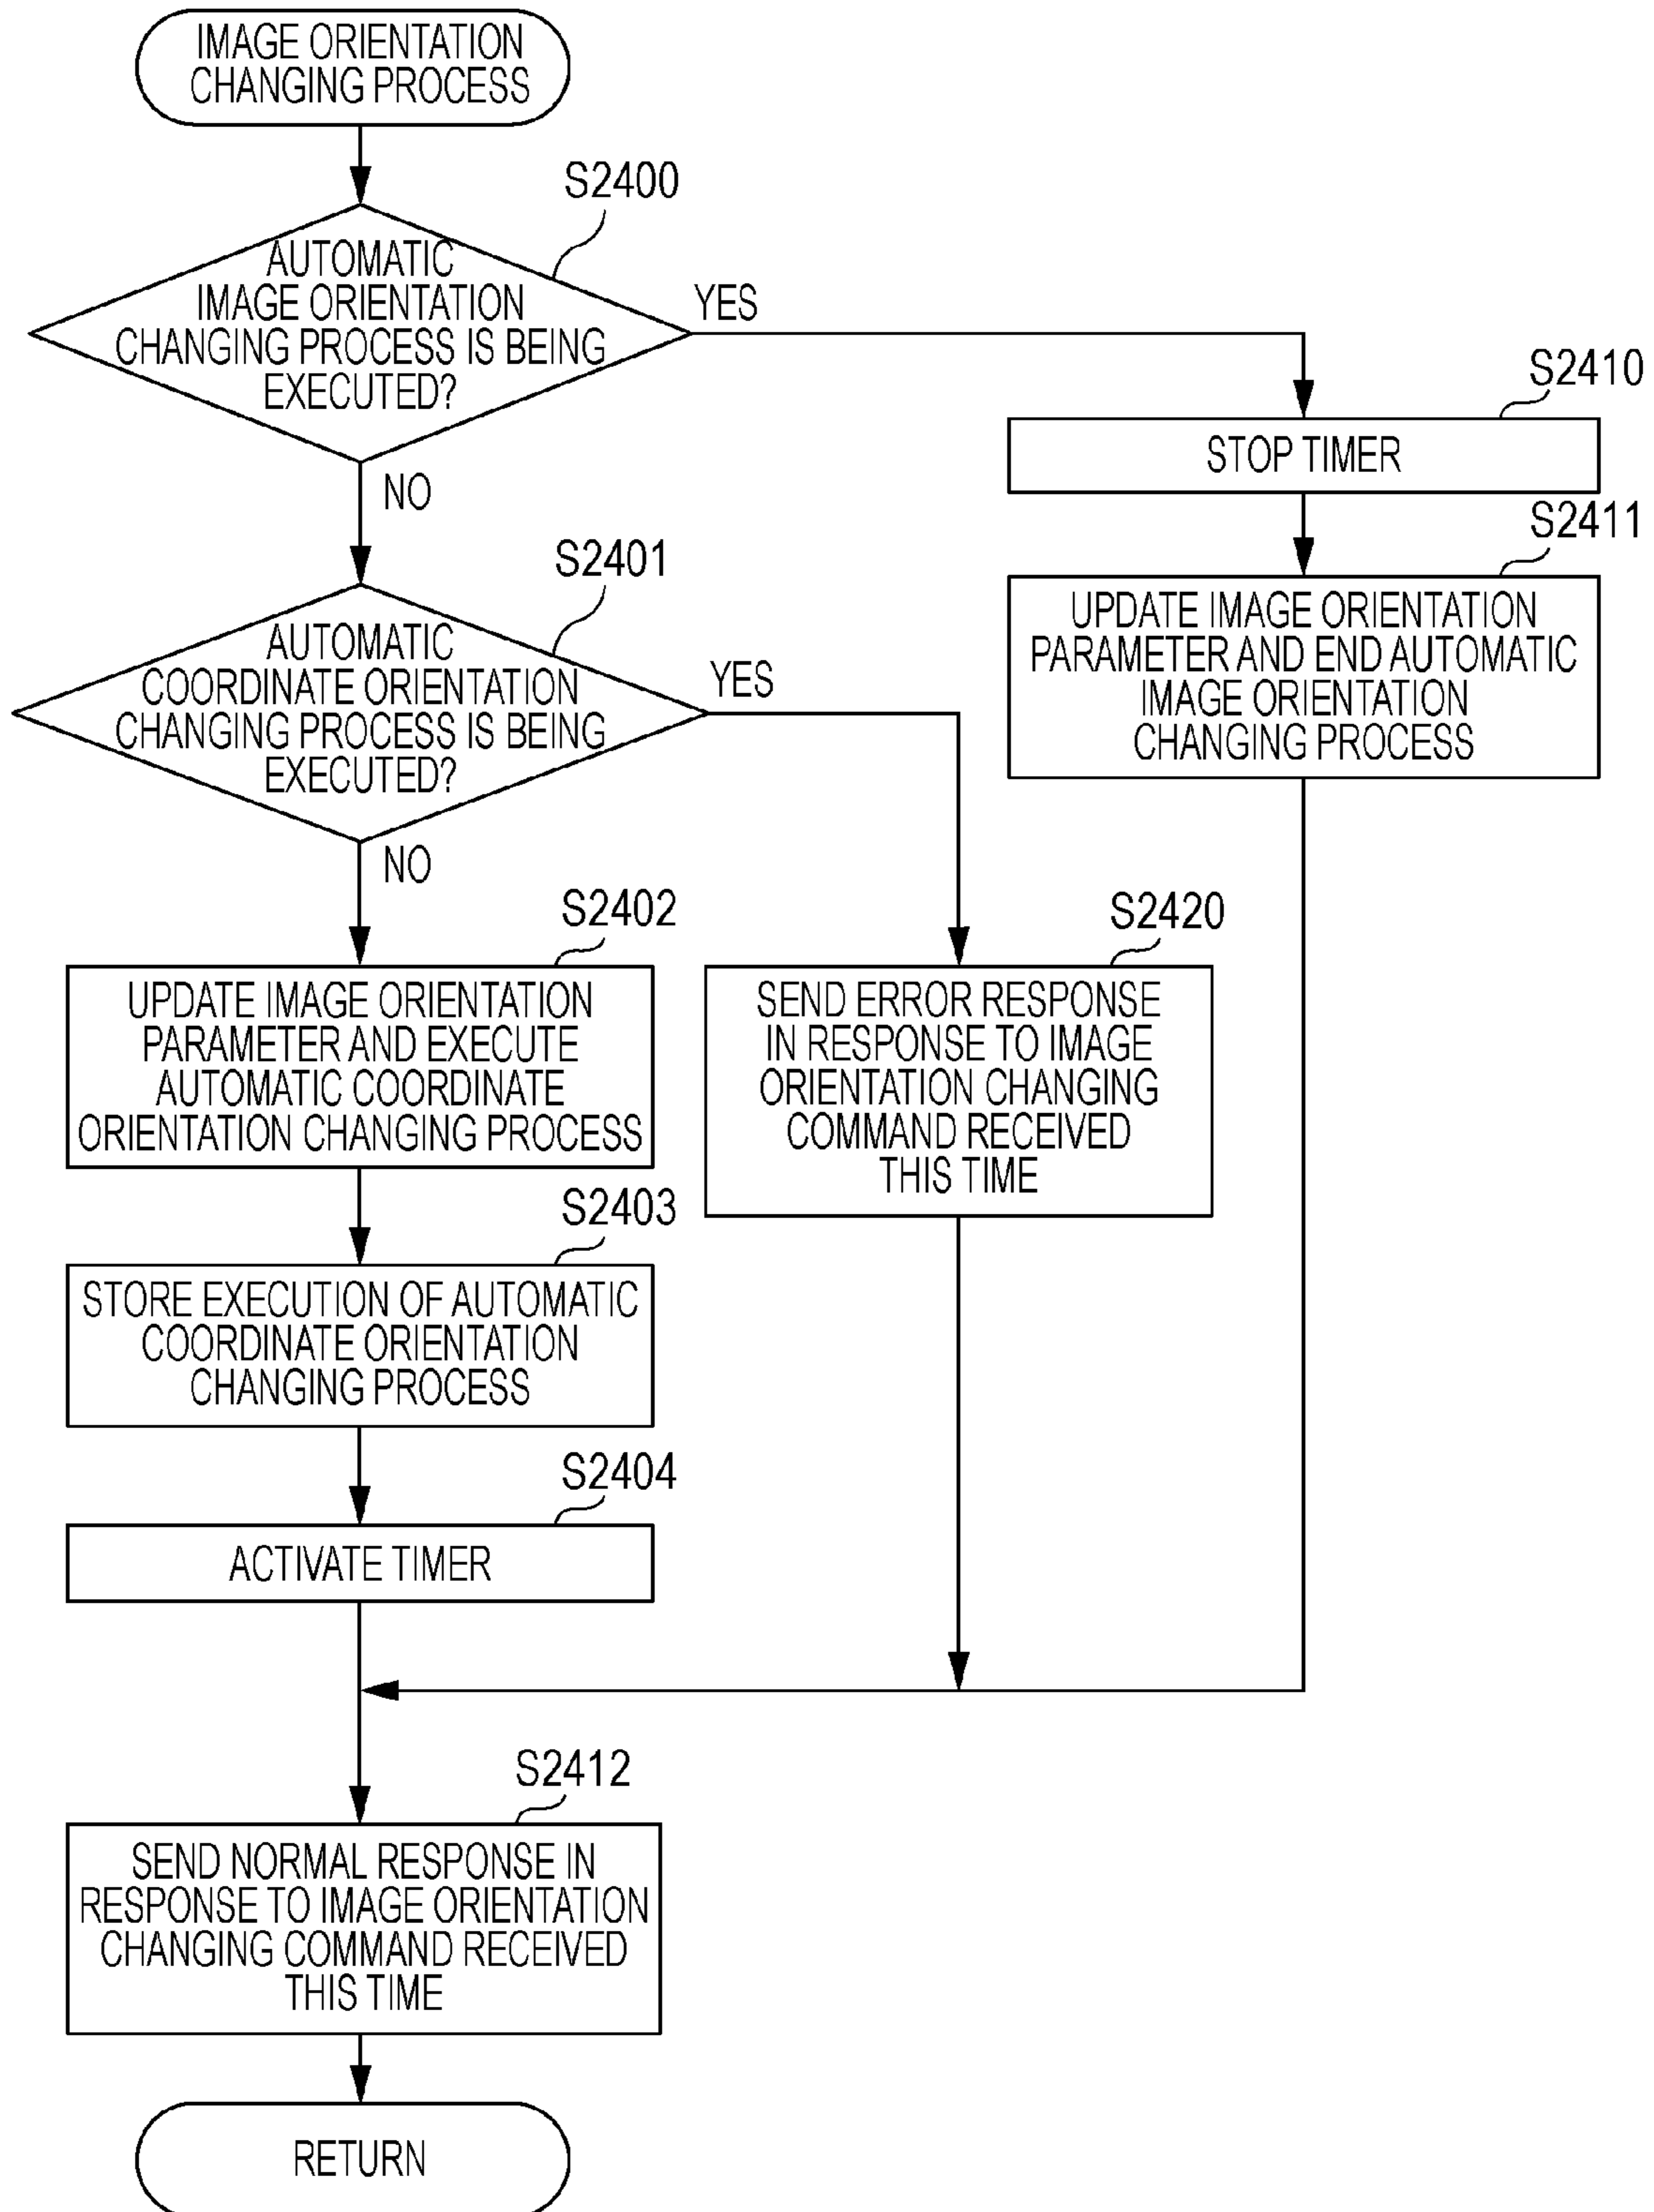 IMAGE ORIENTATION
CHANGING PROCESS
S2400
AUTOMATIC
IMAGE ORIENTATION
CHANGING PROCESS IS BEING
EXECUTED?
YES
NO
S2410
STOP TIMER
S2411
UPDATE IMAGE ORIENTATION
PARAMETER AND END AUTOMATIC
IMAGE ORIENTATION
CHANGING PROCESS
S2401
AUTOMATIC
COORDINATE ORIENTATION
CHANGING PROCESS IS BEING
EXECUTED?
YES
NO
S2402
UPDATE IMAGE ORIENTATION
PARAMETER AND EXECUTE
AUTOMATIC COORDINATE
ORIENTATION CHANGING PROCESS
S2420
SEND ERROR RESPONSE
IN RESPONSE TO IMAGE
ORIENTATION CHANGING
COMMAND RECEIVED
THIS TIME
S2403
STORE EXECUTION OF AUTOMATIC
COORDINATE ORIENTATION
CHANGING PROCESS
S2404
ACTIVATE TIMER
S2412
SEND NORMAL RESPONSE IN
RESPONSE TO IMAGE ORIENTATION
CHANGING COMMAND RECEIVED
THIS TIME
RETURN